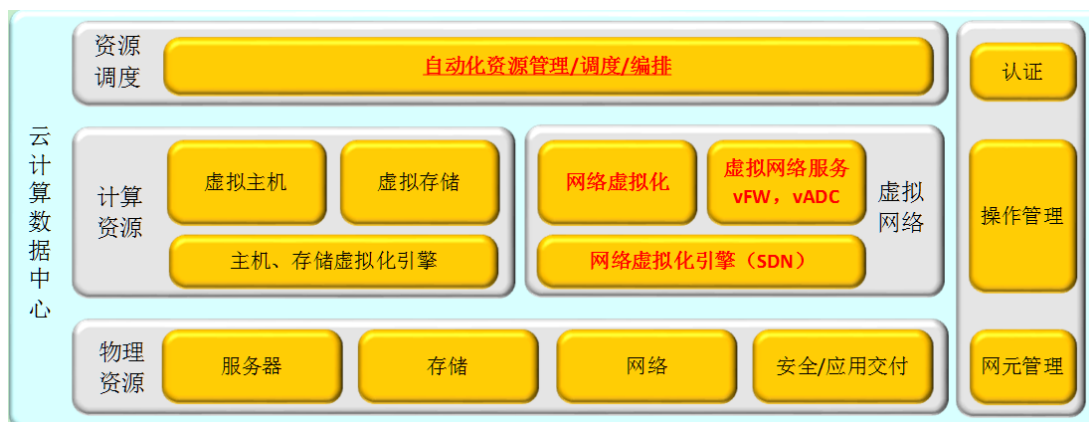 云计算数据中心
资源
调度
自动化资源管理/调度/编排
计算
资源
虚拟主机
虚拟存储
主机、存储虚拟化引擎
网络虚拟化
虚拟网络服务
vFW，vADC
网络虚拟化引擎（SDN）
虚拟
网络
物理
资源
服务器
存储
网络
安全/应用交付
认证
操作管理
网元管理